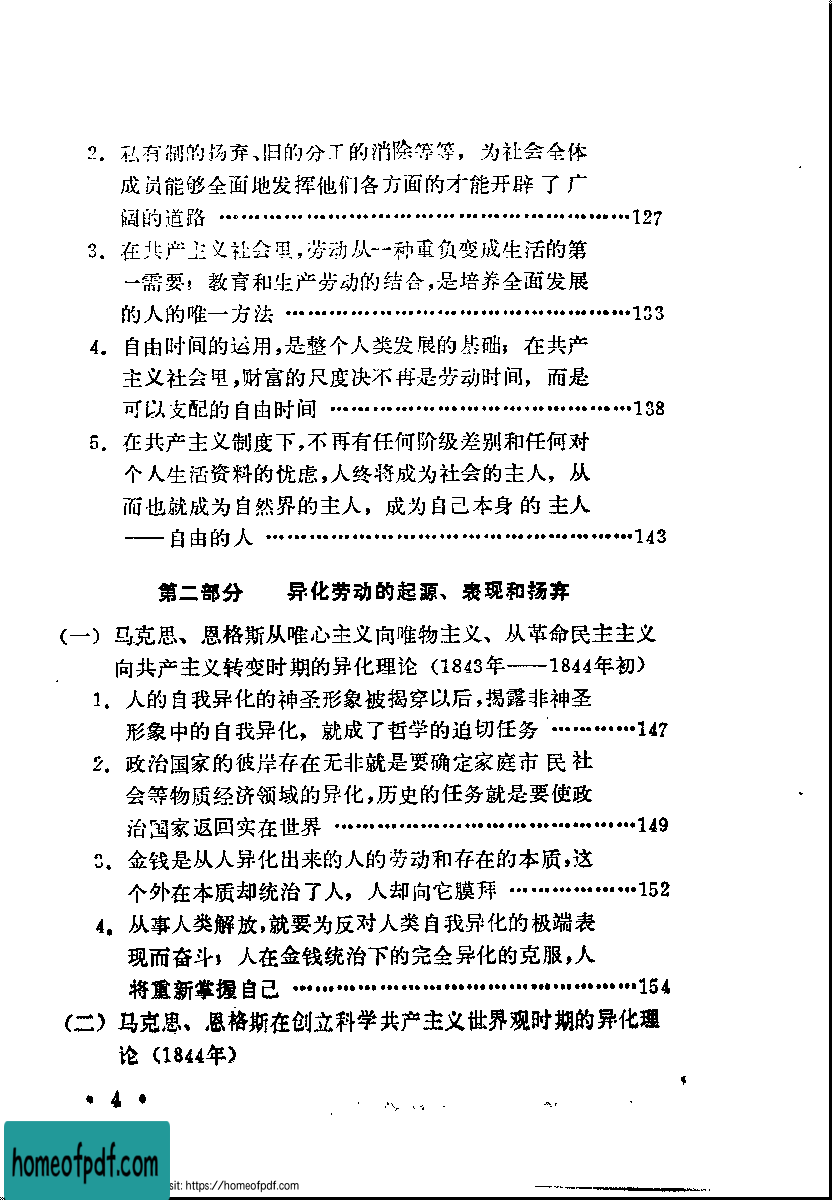 2. 私有制的扬弃、旧的分工的消除等等，为社会全体
成员能够全面地发挥他们各方面的才能开辟了广
阔的道路 ……………………………………………………127
3. 在共产主义社会里，劳动从一种重负变成生活的第
一需要；教育和生产劳动的结合，是培养全面发展
的人的唯一方法 ……………………………………………133
4. 自由时间的运用，是整个人类发展的基础；在共产
主义社会里，财富的尺度决不再是劳动时间，而是
可以支配的自由时间 ………………………………………138
5. 在共产主义制度下，不再有任何阶级差别和任何对
个人生活资料的忧虑，人终将成为社会的主人，从
而也就成为自然界的主人，成为自己本身的主人
——自由的人 ………………………………………………143
第二部分 异化劳动的起源、表现和扬弃
（一）马克思、恩格斯从唯心主义向唯物主义、从革命民主主义
向共产主义转变时期的异化理论（1843年——1844年初）
1. 人的自我异化的神圣形象被揭穿以后，揭露非神圣
形象中的自我异化，就成了哲学的迫切任务 …………147
2. 政治国家的彼岸存在无非就是要确定家庭市民社
会等物质经济领域的异化，历史的任务就是要使政
治国家返回实在世界 ………………………………………149
3. 金钱是从人异化出来的人的劳动和存在的本质，这
个外在本质却统治了人，人却向它膜拜 ………………152
4. 从事人类解放，就要为反对人类自我异化的极端表
现而奋斗；人在金钱统治下的完全异化的克服，人
将重新掌握自己 ……………………………………………154
（二）马克思、恩格斯在创立科学共产主义世界观时期的异化理
论（1844年）
• 4 •
homeofpdf.com
sit: https://homeofpdf.com